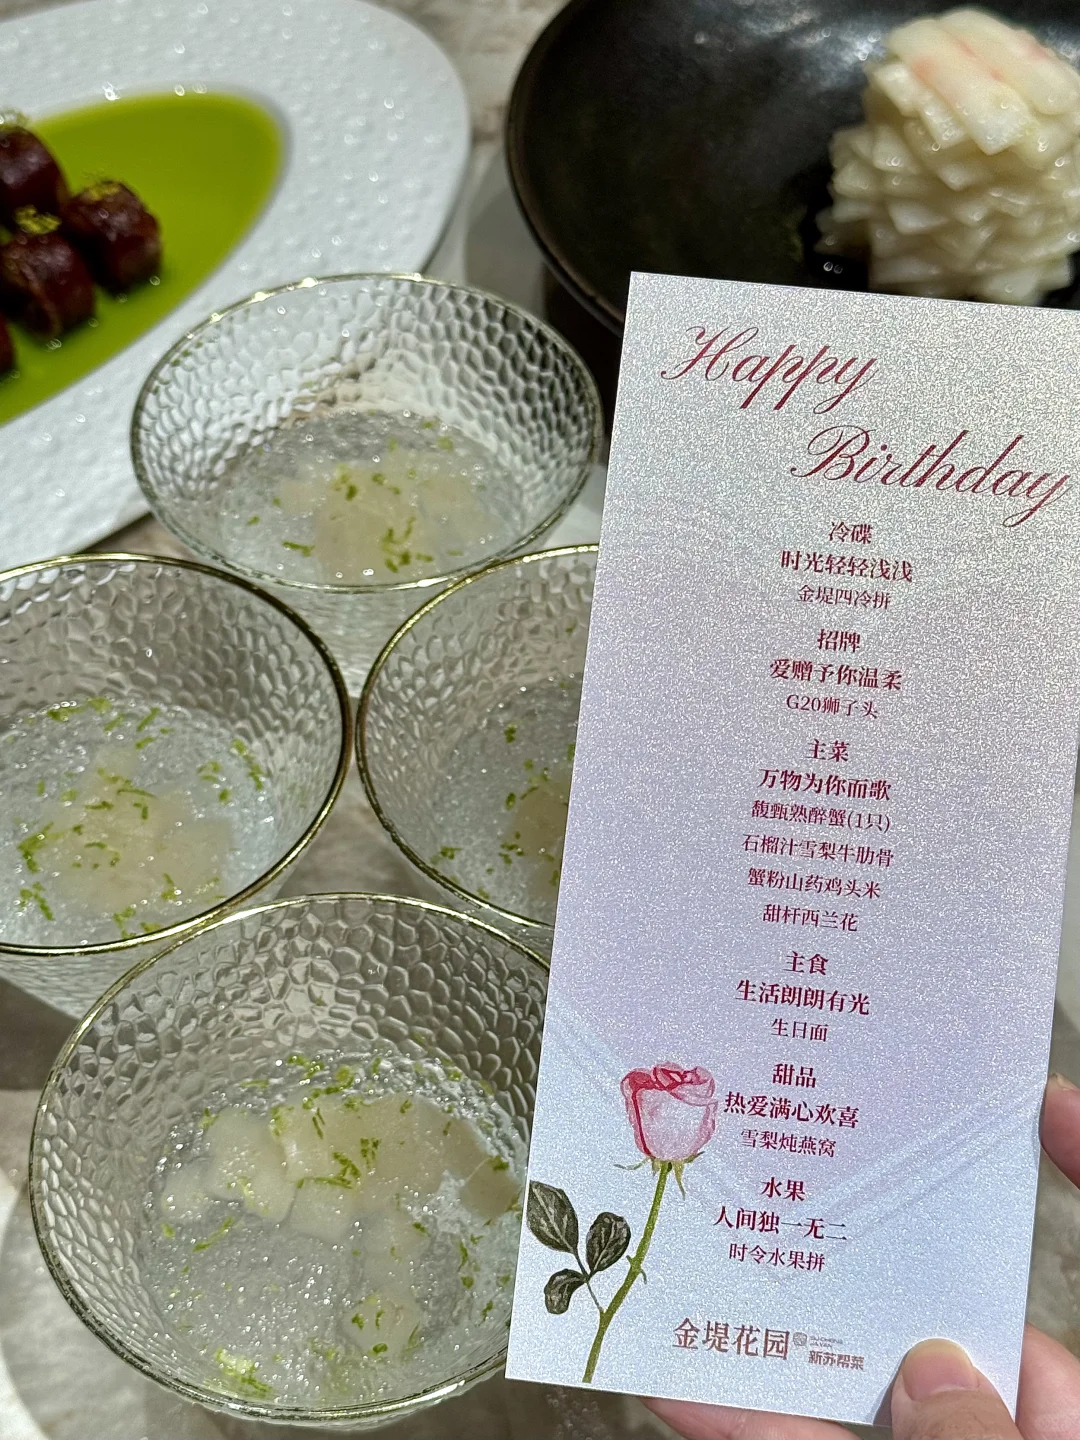 Happy
Birthday
冷碟
时光轻轻浅浅
金堤四冷拼
招牌
爱赠予你温柔
G20狮子头
主菜
万物为你而歌
馥甄熟醉蟹(1只)
石榴汁雪梨牛肋骨
蟹粉山药鸡头米
甜杆西兰花
主食
生活朗朗有光
生日面
甜品
热爱满心欢喜
雪梨炖燕窝
水果
人间独一无二
时令水果拼
金堤花园
新苏帮菜